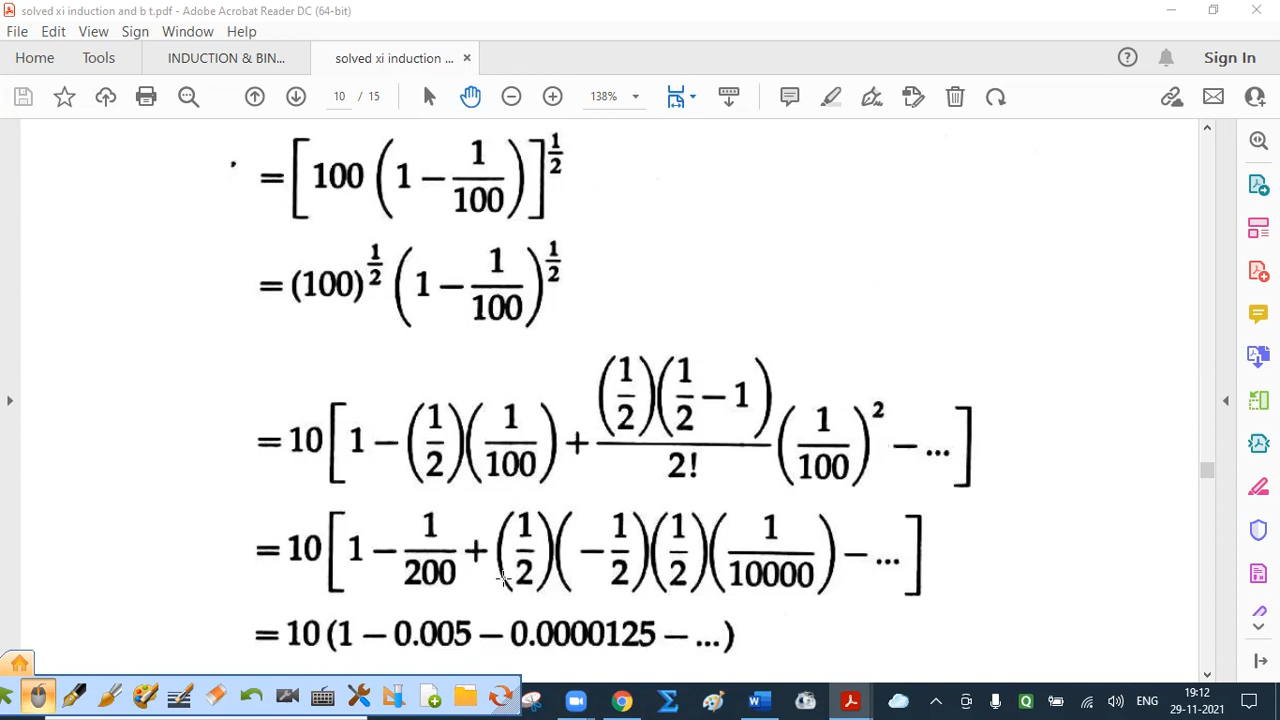 solved xi induction and b t.pdf - Adobe Acrobat Reader DC (64-bit)
File Edit View Sign Window Help
Home Tools INDUCTION & BIN... solved xi induction ... × Sign In
10 / 15 138%
= [100 (1 − 1/100)]^(1/2)
= (100)^(1/2) (1 − 1/100)^(1/2)
= 10 [1 − (1/2)(1/100) + (1/2)(1/2 − 1)/2! (1/100)^2 − ...]
= 10 [1 − 1/200 + (1/2)(−1/2)(1/2)(1/10000) − ...]
= 10 (1 − 0.005 − 0.0000125 − ...)
ENG 19:12
29-11-2021